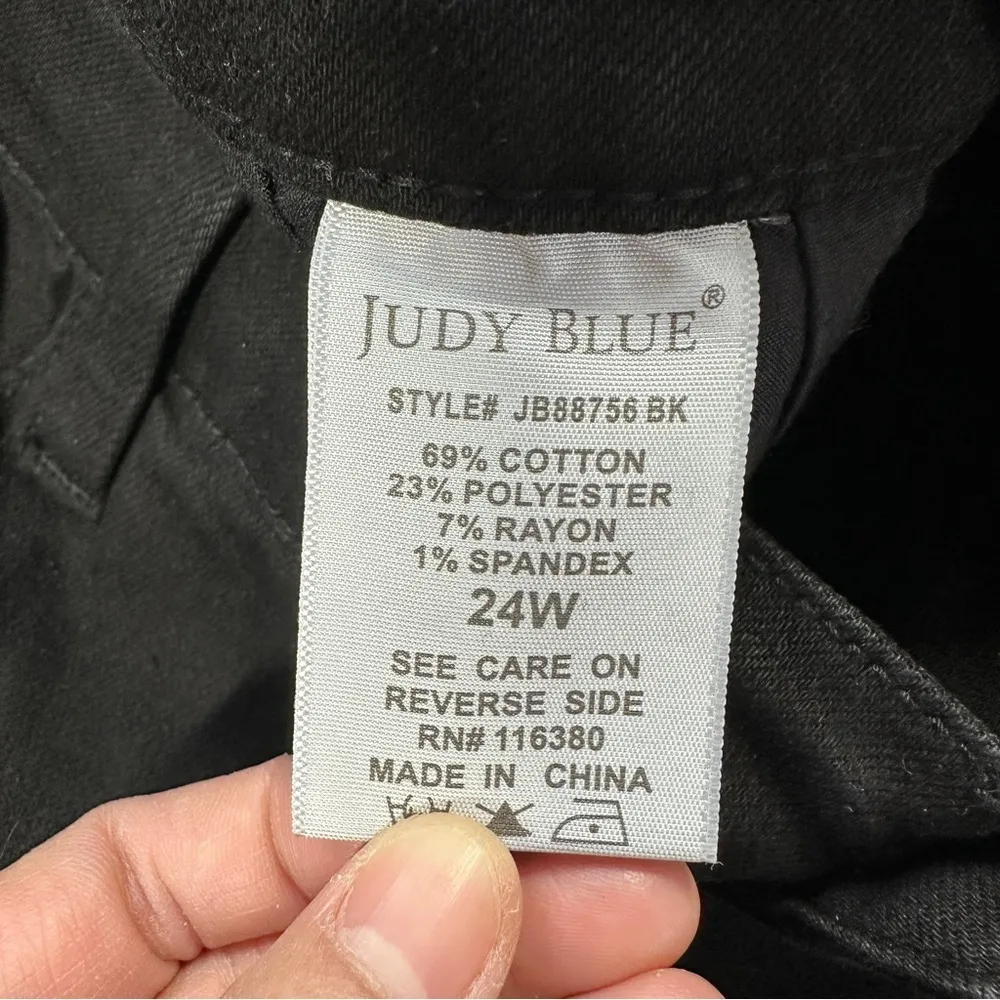 JUDY BLUE®
STYLE# JB88756 BK
69% COTTON
23% POLYESTER
7% RAYON
1% SPANDEX
24W
SEE CARE ON
REVERSE SIDE
RN# 116380
MADE IN CHINA